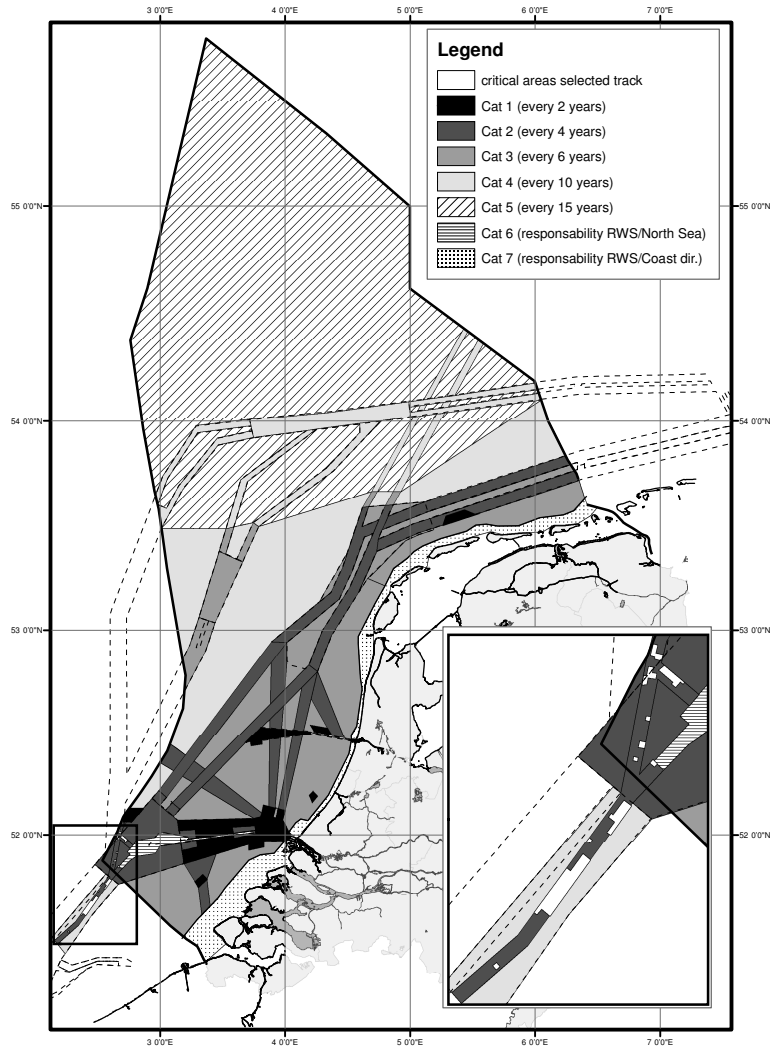 3 0'0"E 4 0'0"E 5 0'0"E 6 0'0"E 7 0'0"E
Legend
critical areas selected track
Cat 1 (every 2 years)
Cat 2 (every 4 years)
Cat 3 (every 6 years)
Cat 4 (every 10 years)
Cat 5 (every 15 years)
Cat 6 (responsability RWS/North Sea)
Cat 7 (responsability RWS/Coast dir.)
55 0'0"N 55 0'0"N
54 0'0"N 54 0'0"N
53 0'0"N 53 0'0"N
52 0'0"N 52 0'0"N
3 0'0"E 4 0'0"E 5 0'0"E 6 0'0"E 7 0'0"E